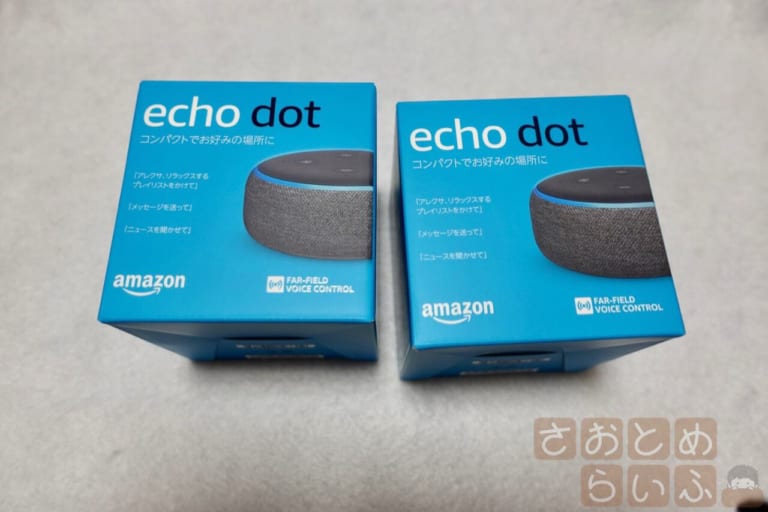 echo dot
コンパクトでお好みの場所に
「アレクサ、リラックスする
プレイリストをかけて」
「メッセージを送って」
「ニュースを聞かせて」
amazon
FAR-FIELD
VOICE CONTROL
echo dot
コンパクトでお好みの場所に
「アレクサ、リラックスする
プレイリストをかけて」
「メッセージを送って」
「ニュースを聞かせて」
amazon
FAR-FIELD
VOICE CONTROL
さおとめ
らいふ